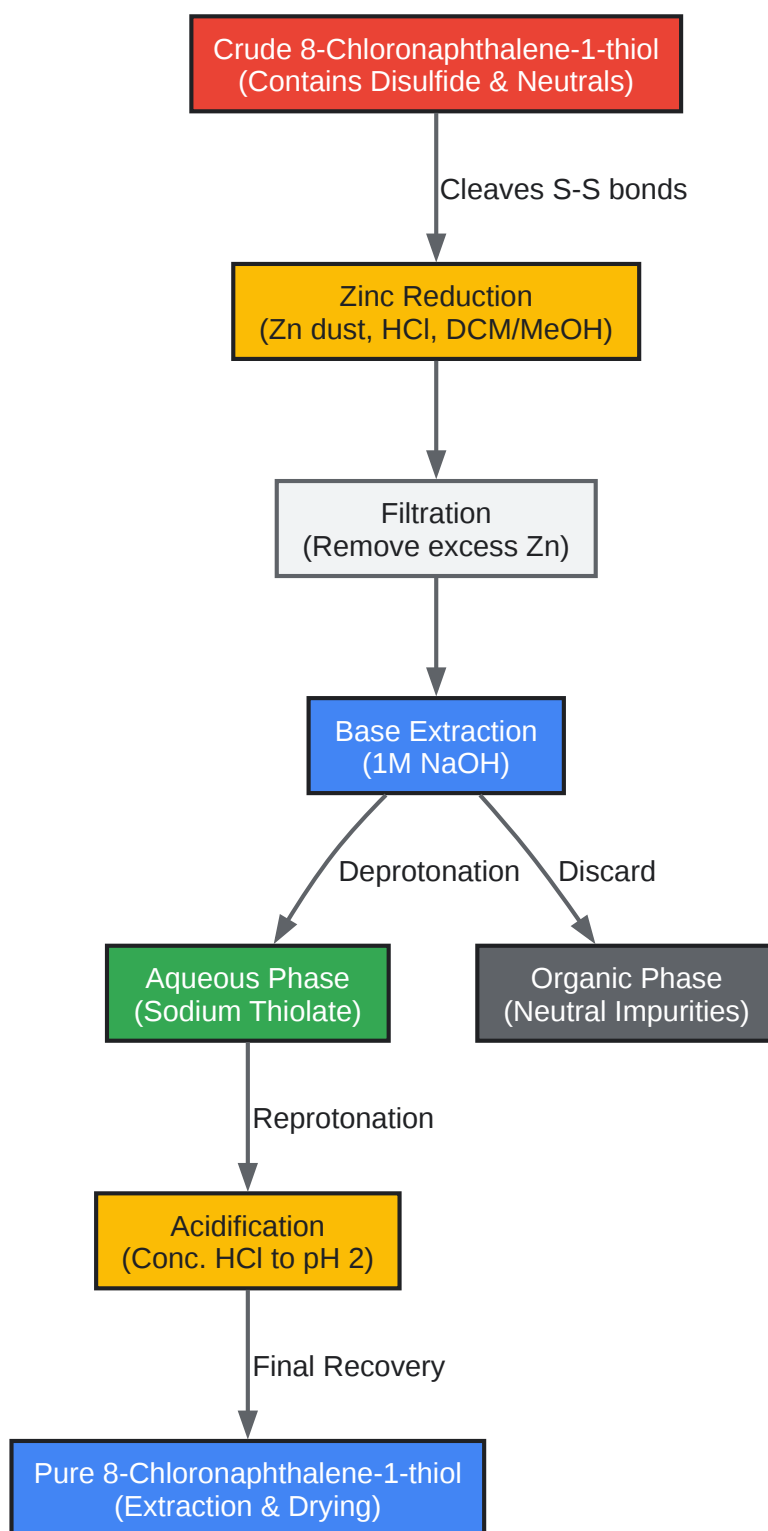 Crude 8-Chloronaphthalene-1-thiol
(Contains Disulfide & Neutrals)
Cleaves S-S bonds
Zinc Reduction
(Zn dust, HCl, DCM/MeOH)
Filtration
(Remove excess Zn)
Base Extraction
(1M NaOH)
Deprotonation
Discard
Aqueous Phase
(Sodium Thiolate)
Organic Phase
(Neutral Impurities)
Reprotonation
Acidification
(Conc. HCl to pH 2)
Final Recovery
Pure 8-Chloronaphthalene-1-thiol
(Extraction & Drying)